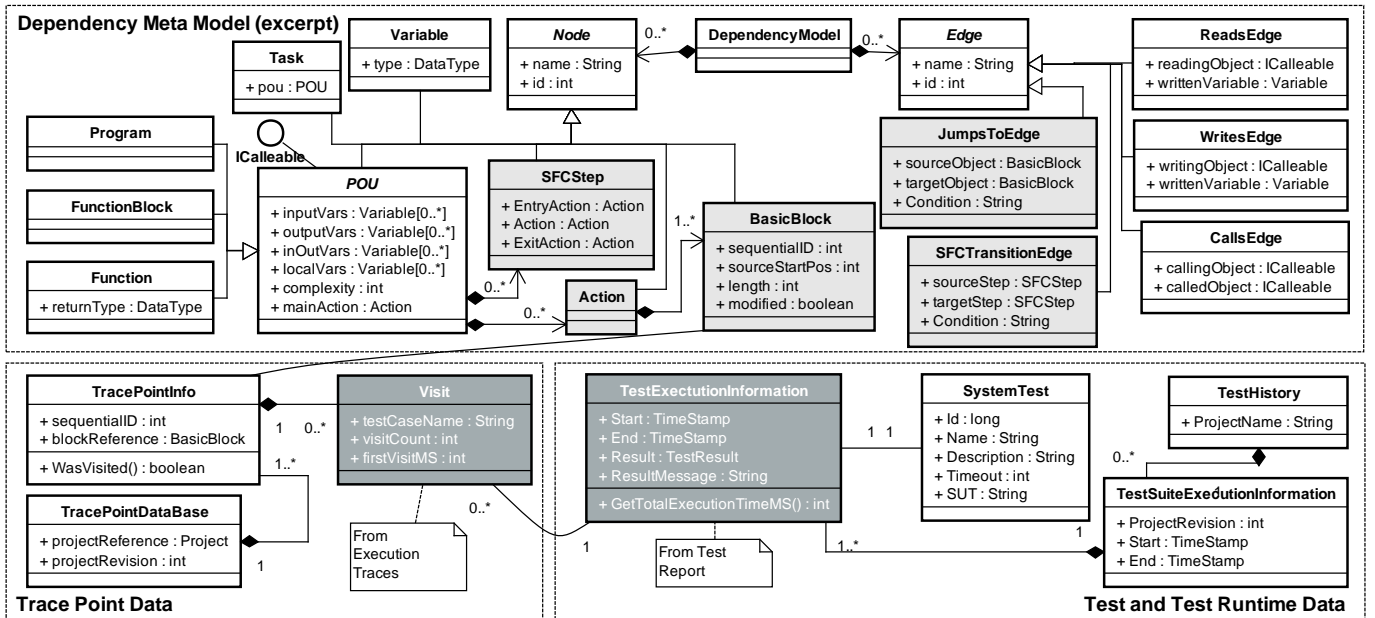 Dependency Meta Model (excerpt)
Task
+ pou : POU
Variable
+ type : DataType
Node
+ name : String
+ id : int
0..*
DependencyModel
0..*
Edge
+ name : String
+ id : int
ReadsEdge
+ readingObject : ICalleable
+ writtenVariable : Variable
Program
ICalleable
FunctionBlock
Function
+ returnType : DataType
POU
+ inputVars : Variable[0..*]
+ outputVars : Variable[0..*]
+ inOutVars : Variable[0..*]
+ localVars : Variable[0..*]
+ complexity : int
+ mainAction : Action
0..*
0..*
SFCStep
+ EntryAction : Action
+ Action : Action
+ ExitAction : Action
Action
1..*
BasicBlock
+ sequentialID : int
+ sourceStartPos : int
+ length : int
+ modified : boolean
JumpsToEdge
+ sourceObject : BasicBlock
+ targetObject : BasicBlock
+ Condition : String
SFCTransitionEdge
+ sourceStep : SFCStep
+ targetStep : SFCStep
+ Condition : String
WritesEdge
+ writingObject : ICalleable
+ writtenVariable : Variable
CallsEdge
+ callingObject : ICalleable
+ calledObject : ICalleable
TracePointInfo
+ sequentialID : int
+ blockReference : BasicBlock
+ WasVisited() : boolean
1
0..*
1..*
Visit
+ testCaseName : String
+ visitCount : int
+ firstVisitMS : int
0..*
TracePointDataBase
+ projectReference : Project
+ projectRevision : int
1
From
Execution
Traces
Trace Point Data
TestExectutionInformation
+ Start : TimeStamp
+ End : TimeStamp
+ Result : TestResult
+ ResultMessage : String
+ GetTotalExecutionTimeMS() : int
1
1 1
1..*
From Test
Report
SystemTest
+ Id : long
+ Name : String
+ Description : String
+ Timeout : int
+ SUT : String
TestHistory
+ ProjectName : String
0..*
TestSuiteExecutionInformation
+ ProjectRevision : int
+ Start : TimeStamp
+ End : TimeStamp
1
Test and Test Runtime Data